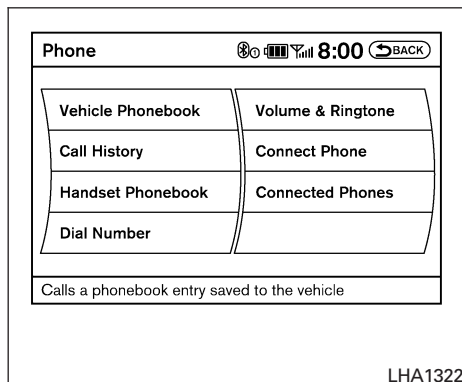 Phone 8:00 BACK
Vehicle Phonebook
Call History
Handset Phonebook
Dial Number
Volume & Ringtone
Connect Phone
Connected Phones
Calls a phonebook entry saved to the vehicle
LHA1322